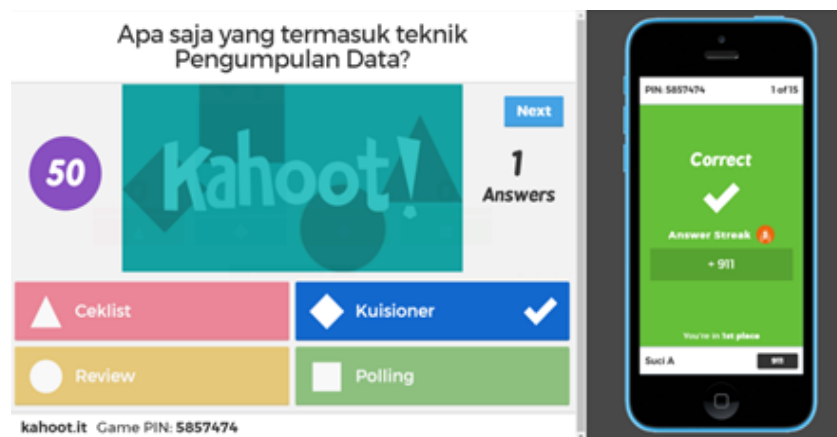 Apa saja yang termasuk teknik
Pengumpulan Data?
50
Kahoot!
Next
1
Answers
Ceklist
Kuisioner
Review
Polling
kahoot.it Game PIN: 5857474
PIN: 5857474 1 of 15
Correct
Answer Streak
+ 911
You're in 1st place
Suci A 911